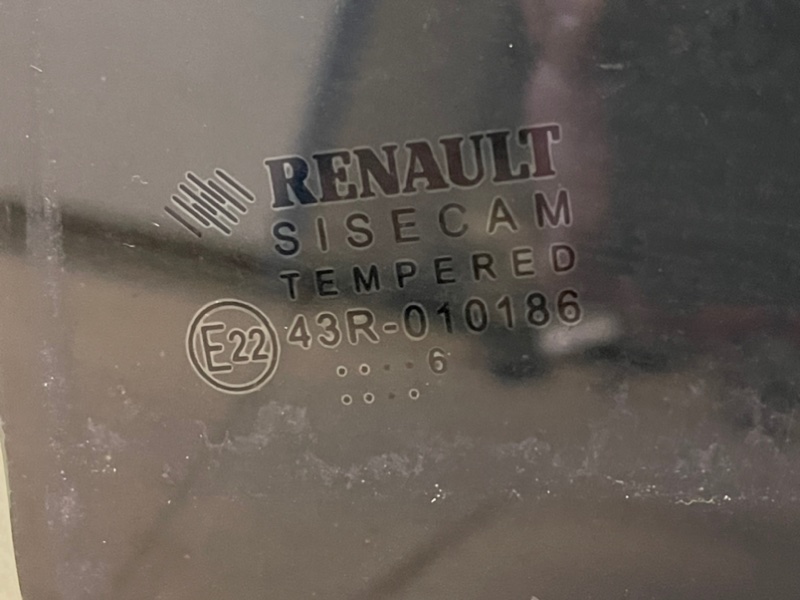 RENAULT
SISECAM
TEMPERED
E22 43R-010186
6